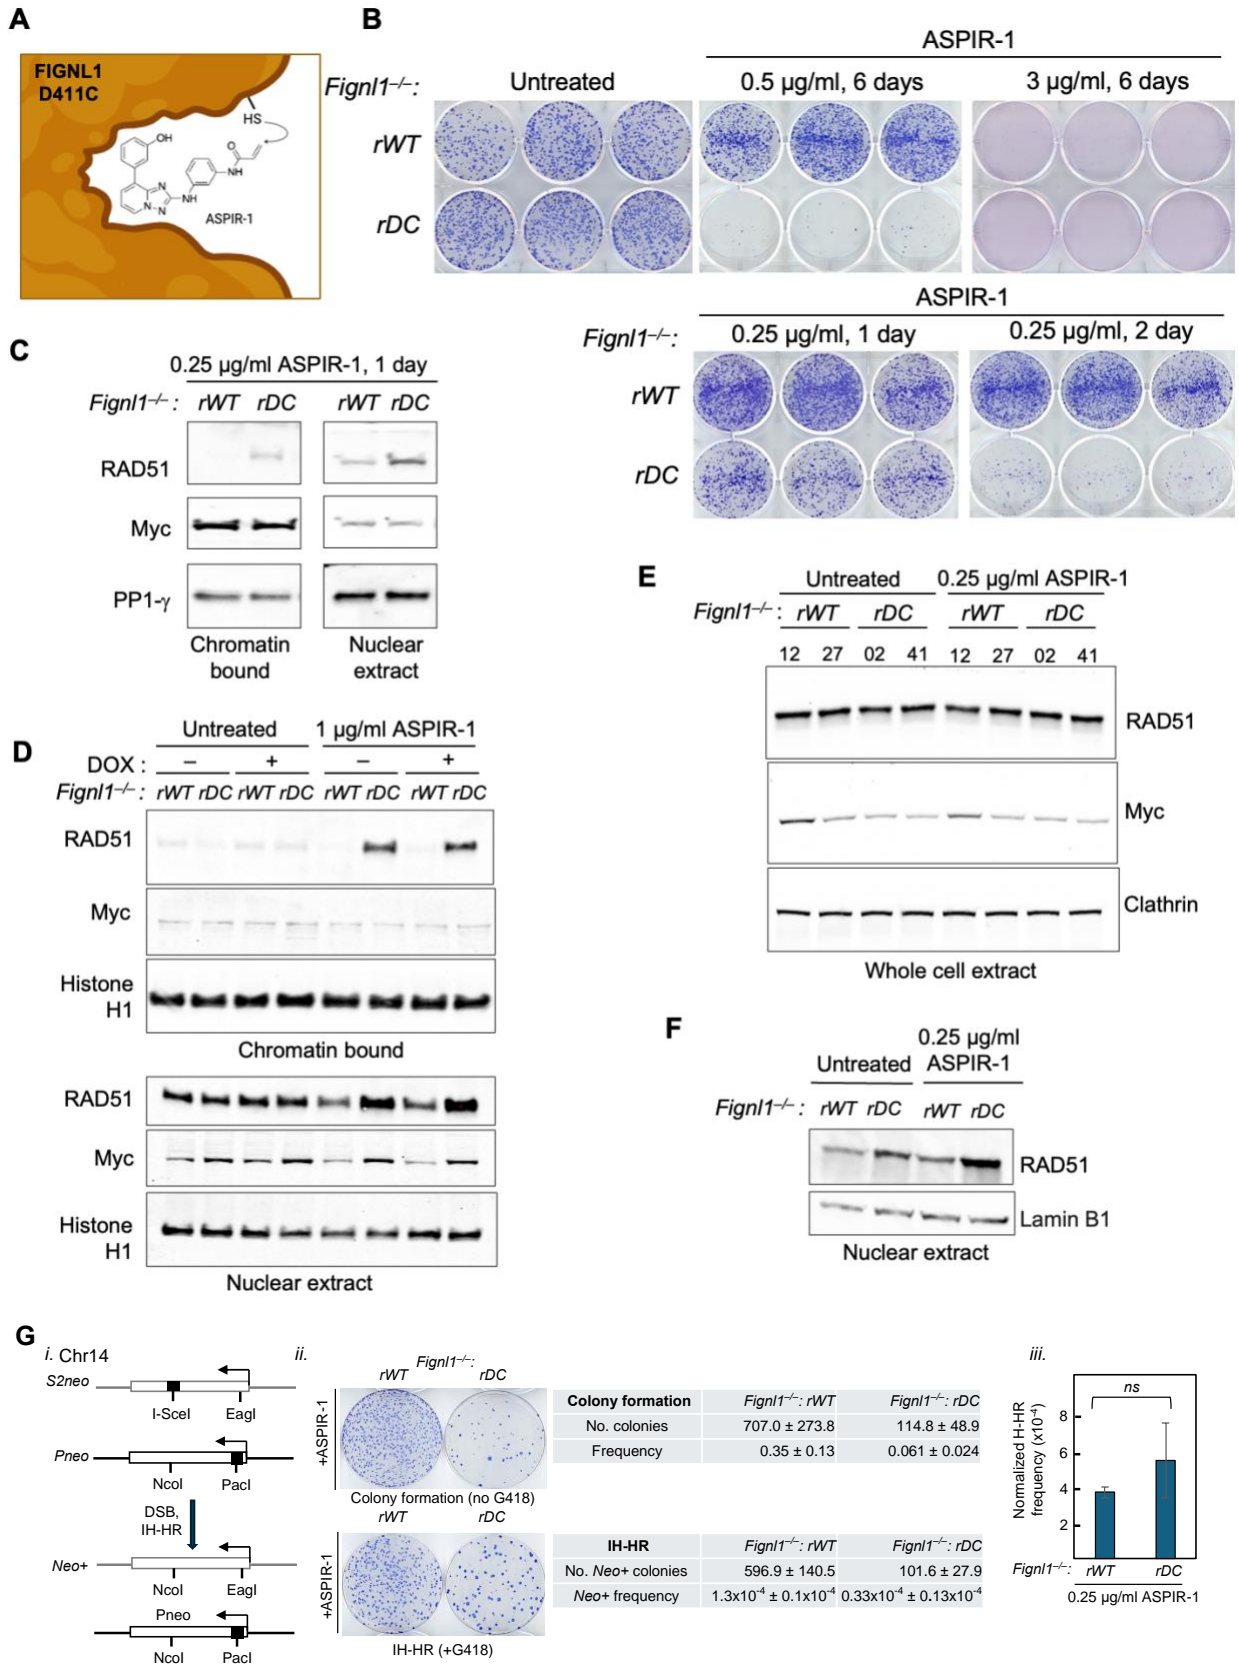 A
FIGNL1
D411C
HS
OH
O
NH
N
N
N
NH
ASPIR-1
B
ASPIR-1
Fignl1–/–: Untreated 0.5 µg/ml, 6 days 3 µg/ml, 6 days
rWT
rDC
ASPIR-1
Fignl1–/–: 0.25 µg/ml, 1 day 0.25 µg/ml, 2 day
rWT
rDC
C
0.25 µg/ml ASPIR-1, 1 day
Fignl1–/– : rWT rDC rWT rDC
RAD51
Myc
PP1-γ
Chromatin bound Nuclear extract
D
Untreated 1 µg/ml ASPIR-1
DOX : – + – +
Fignl1–/– : rWT rDC rWT rDC rWT rDC rWT rDC
RAD51
Myc
Histone H1
Chromatin bound
RAD51
Myc
Histone H1
Nuclear extract
E
Untreated 0.25 µg/ml ASPIR-1
Fignl1–/– : rWT rDC rWT rDC
12 27 02 41 12 27 02 41
RAD51
Myc
Clathrin
Whole cell extract
F
Untreated 0.25 µg/ml ASPIR-1
Fignl1–/– : rWT rDC rWT rDC
RAD51
Lamin B1
Nuclear extract
G
i. Chr14
S2neo
I-SceI EagI
Pneo
NcoI PacI
DSB,
IH-HR
Neo+
NcoI EagI
Pneo
NcoI PacI
ii.
Fignl1–/–:
rWT rDC
+ASPIR-1
Colony formation (no G418)
rWT rDC
+ASPIR-1
IH-HR (+G418)
Colony formation Fignl1–/–: rWT Fignl1–/–: rDC
No. colonies 707.0 ± 273.8 114.8 ± 48.9
Frequency 0.35 ± 0.13 0.061 ± 0.024
IH-HR Fignl1–/–: rWT Fignl1–/–: rDC
No. Neo+ colonies 596.9 ± 140.5 101.6 ± 27.9
Neo+ frequency 1.3x10-4 ± 0.1x10-4 0.33x10-4 ± 0.13x10-4
iii.
ns
Normalized H-HR
frequency (x10-4)
8
6
4
2
Fignl1–/–: rWT rDC
0.25 µg/ml ASPIR-1